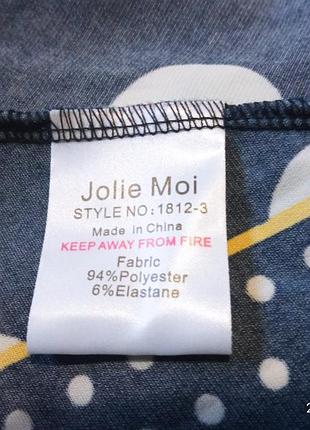 Jolie Moi
STYLE NO:1812-3
Made in China
KEEP AWAY FROM FIRE
Fabric
94%Polyester
6%Elastane